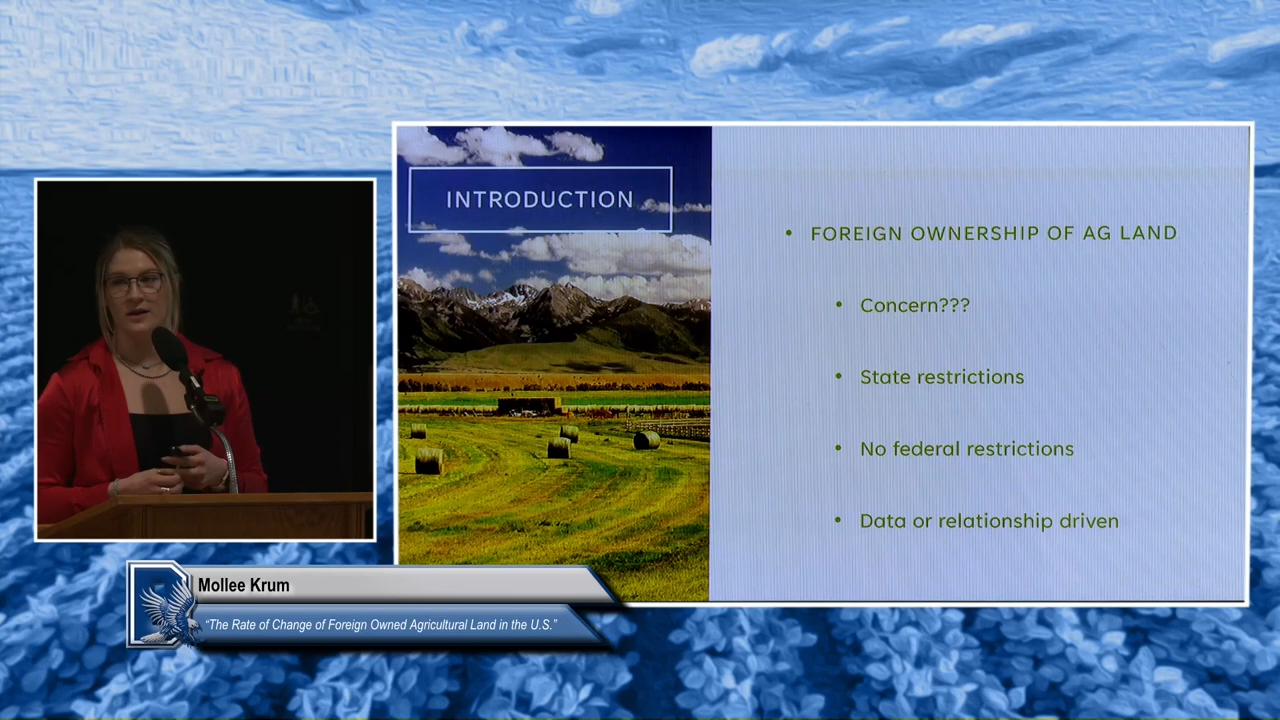 INTRODUCTION
• FOREIGN OWNERSHIP OF AG LAND
• Concern???
• State restrictions
• No federal restrictions
• Data or relationship driven
Mollee Krum
“The Rate of Change of Foreign Owned Agricultural Land in the U.S.”